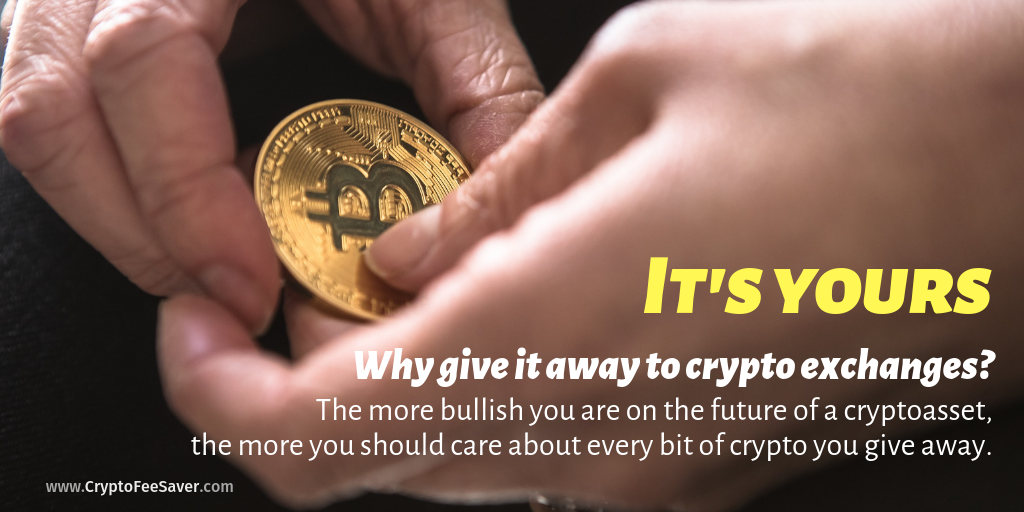 It's yours
Why give it away to crypto exchanges?
The more bullish you are on the future of a cryptoasset,
the more you should care about every bit of crypto you give away.
www.CryptoFeeSaver.com